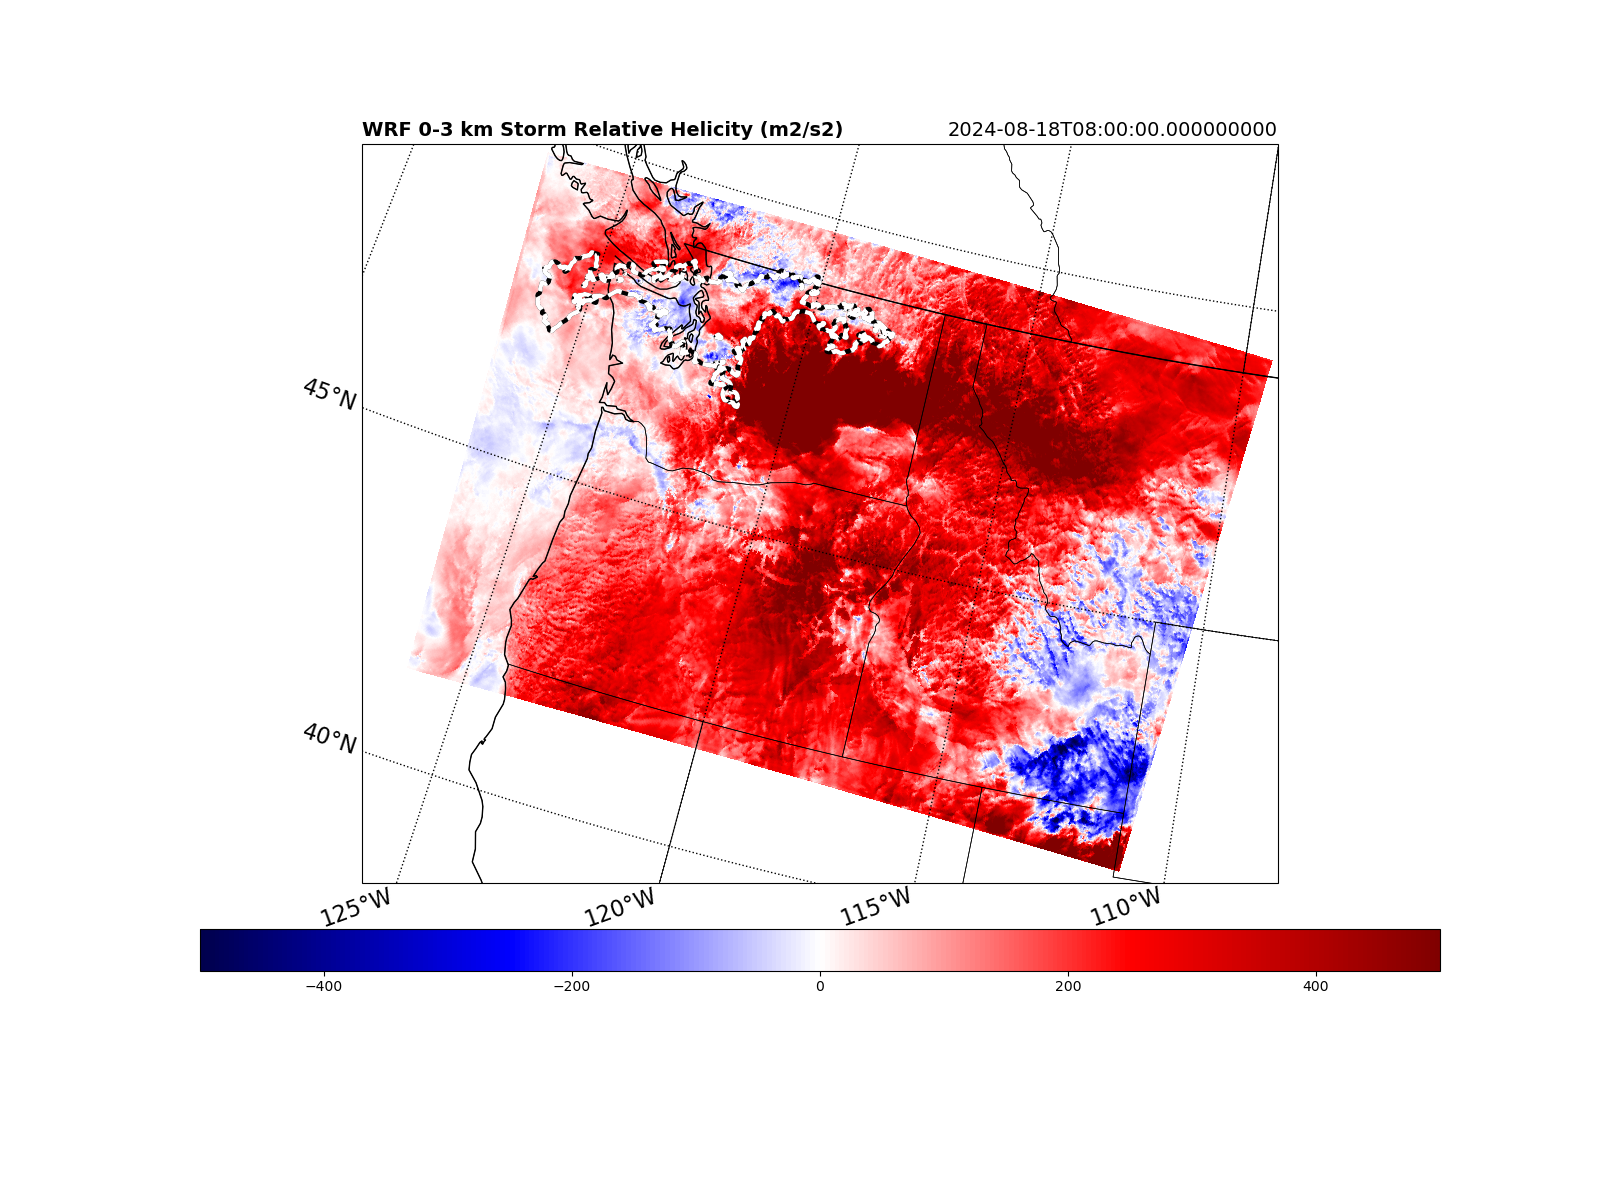 WRF 0-3 km Storm Relative Helicity (m2/s2) 2024-08-18T08:00:00.000000000
45°N
40°N
125°W 120°W 115°W 110°W
−400 −200 0 200 400